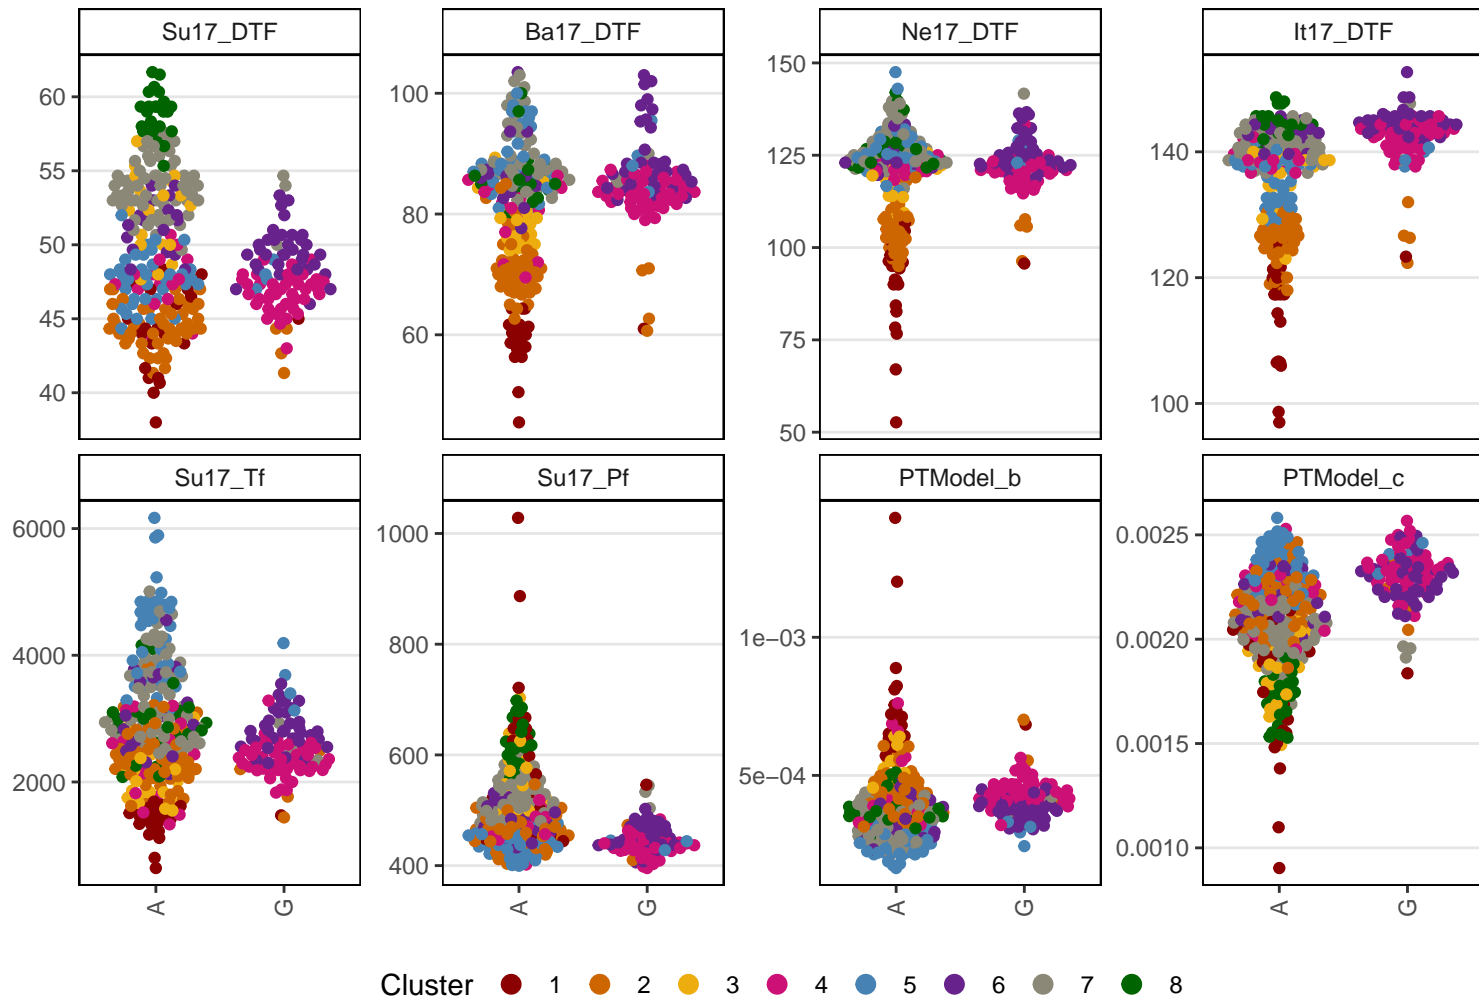 Su17_DTF
Ba17_DTF
Ne17_DTF
It17_DTF
60
55
50
45
40
100
80
60
150
125
100
75
50
140
120
100
Su17_Tf
Su17_Pf
PTModel_b
PTModel_c
6000
4000
2000
1000
800
600
400
1e−03
5e−04
0.0025
0.0020
0.0015
0.0010
A
G
A
G
A
G
A
G
Cluster 1 2 3 4 5 6 7 8